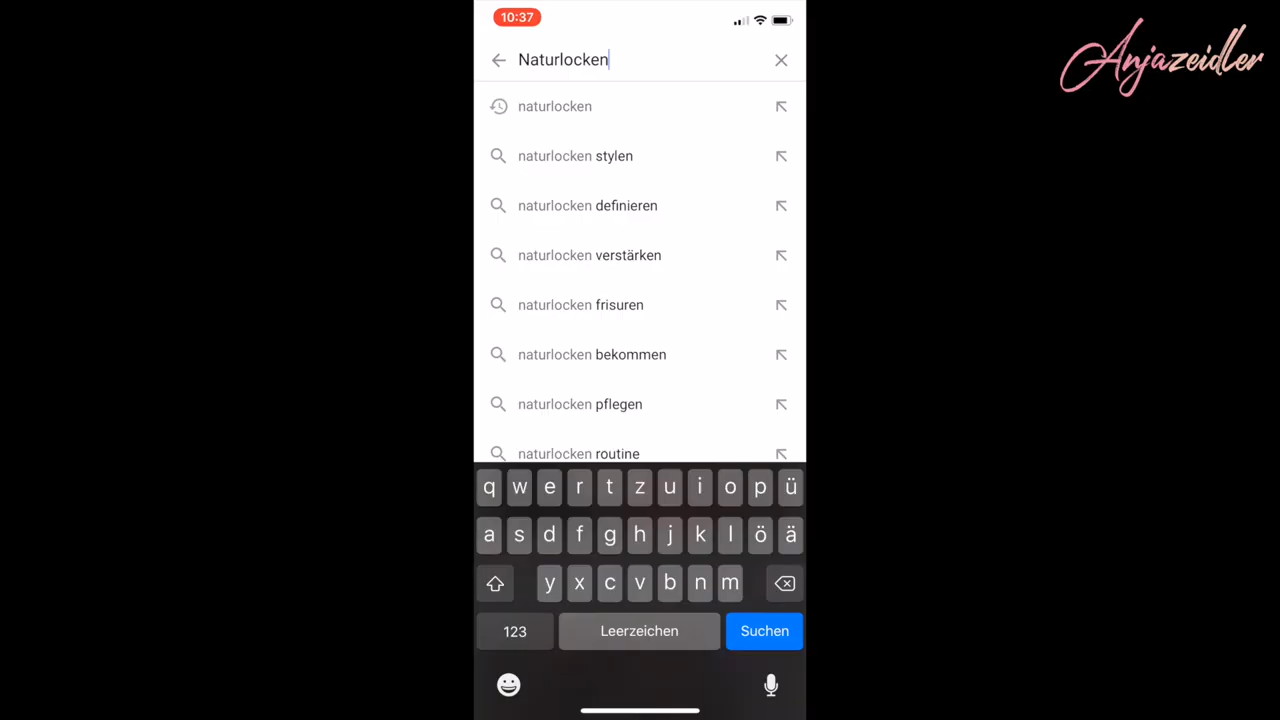 10:37
Anjazeidler
Naturlocken
naturlocken
naturlocken stylen
naturlocken definieren
naturlocken verstärken
naturlocken frisuren
naturlocken bekommen
naturlocken pflegen
naturlocken routine
q w e r t z u i o p ü
a s d f g h j k l ö ä
y x c v b n m
123 Leerzeichen Suchen